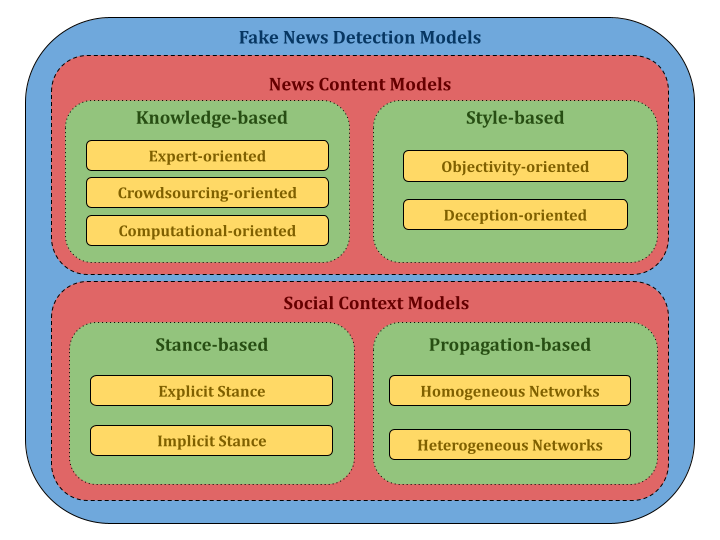 Fake News Detection Models
News Content Models
Knowledge-based
Expert-oriented
Crowdsourcing-oriented
Computational-oriented
Style-based
Objectivity-oriented
Deception-oriented
Social Context Models
Stance-based
Explicit Stance
Implicit Stance
Propagation-based
Homogeneous Networks
Heterogeneous Networks